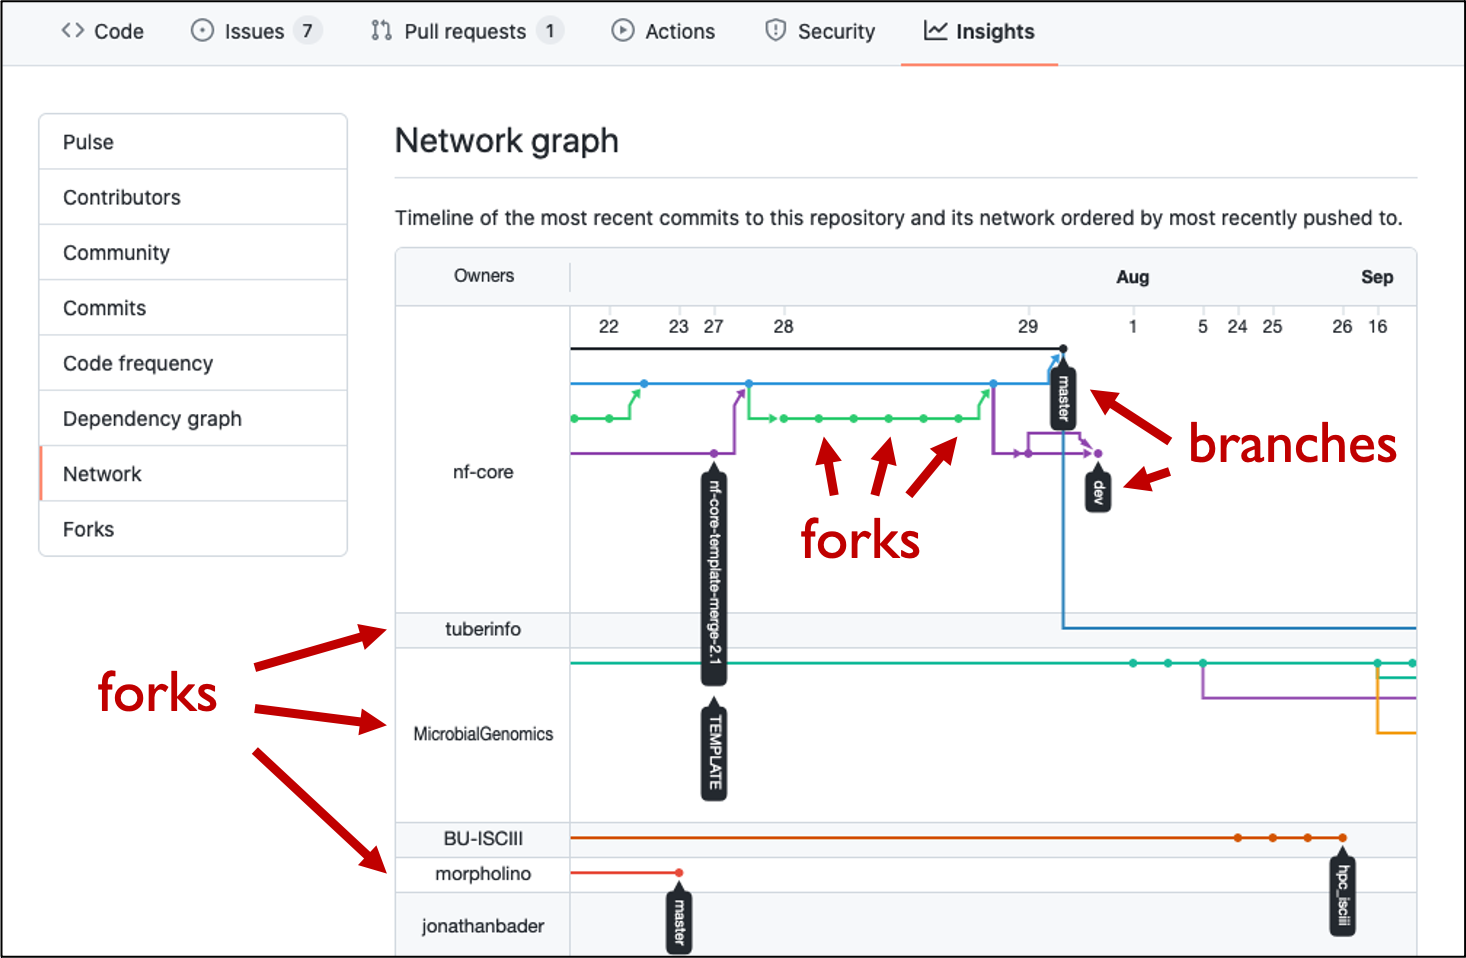 Code Issues 7 Pull requests 1 Actions Security Insights
Pulse
Contributors
Community
Commits
Code frequency
Dependency graph
Network
Forks
Network graph
Timeline of the most recent commits to this repository and its network ordered by most recently pushed to.
Owners Aug Sep
22 23 27 28 29 1 5 24 25 26 16
nf-core
master
dev
nf-core-template-merge-2.1
TEMPLATE
branches
forks
forks
tuberinfo
MicrobialGenomics
BU-ISCIII
hpc_isciii
morpholino
master
jonathanbader